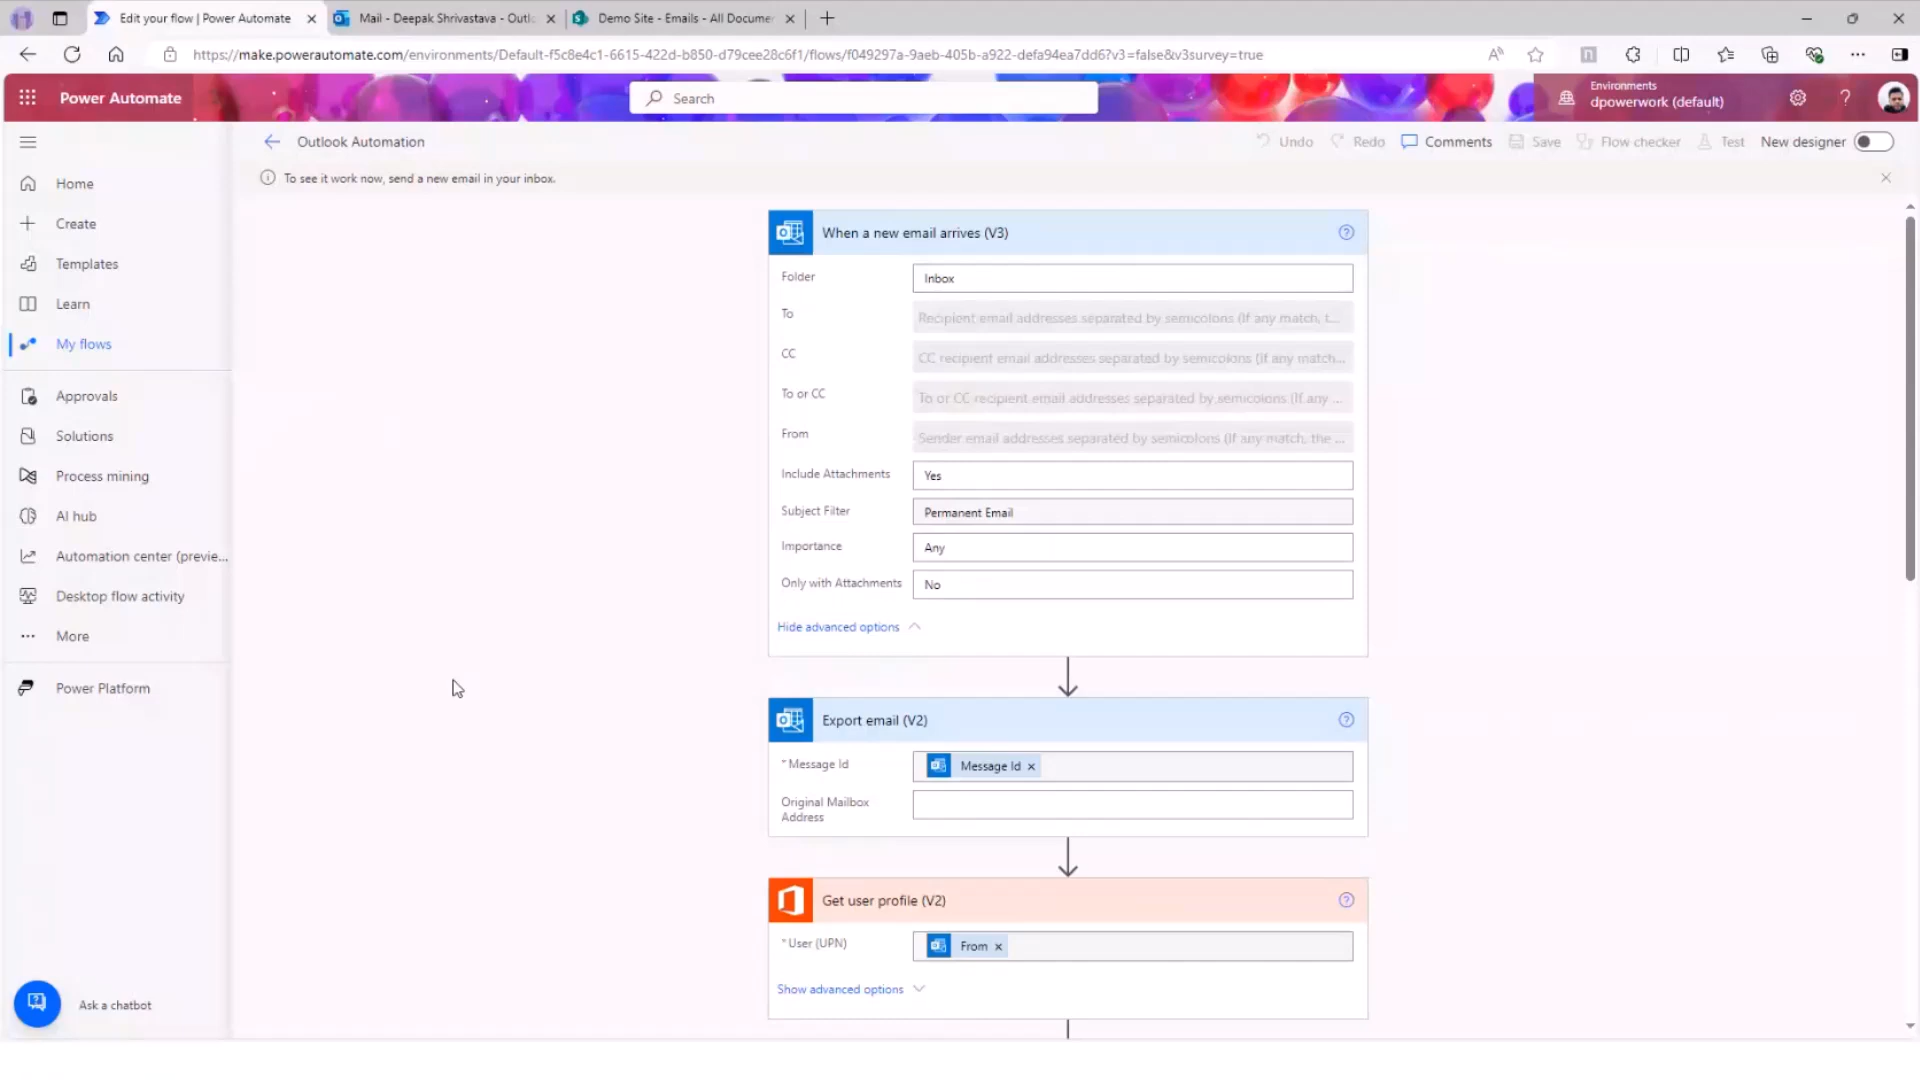 Edit your flow | Power Automate
Mail - Deepak Shrivastava - Outlo
Demo Site - Emails - All Documen
https://make.powerautomate.com/environments/Default-f5c8e4c1-6615-422d-b850-d79cee28c6f1/flows/f049297a-9aeb-405b-a922-defa94ea7dd6?v3=false&v3survey=true
Power Automate
Search
Environments
dpowerwork (default)
Outlook Automation
Undo
Redo
Comments
Save
Flow checker
Test
New designer
To see it work now, send a new email in your inbox.
Home
Create
Templates
Learn
My flows
Approvals
Solutions
Process mining
AI hub
Automation center (previe...
Desktop flow activity
More
Power Platform
Ask a chatbot
When a new email arrives (V3)
Folder
Inbox
To
Recipient email addresses separated by semicolons (If any match, t...
CC
CC recipient email addresses separated by semicolons (If any match...
To or CC
To or CC recipient email addresses separated by semicolons (If any ...
From
Sender email addresses separated by semicolons (If any match, the ...
Include Attachments
Yes
Subject Filter
Permanent Email
Importance
Any
Only with Attachments
No
Hide advanced options
Export email (V2)
* Message Id
Message Id ×
Original Mailbox
Address
Get user profile (V2)
* User (UPN)
From ×
Show advanced options